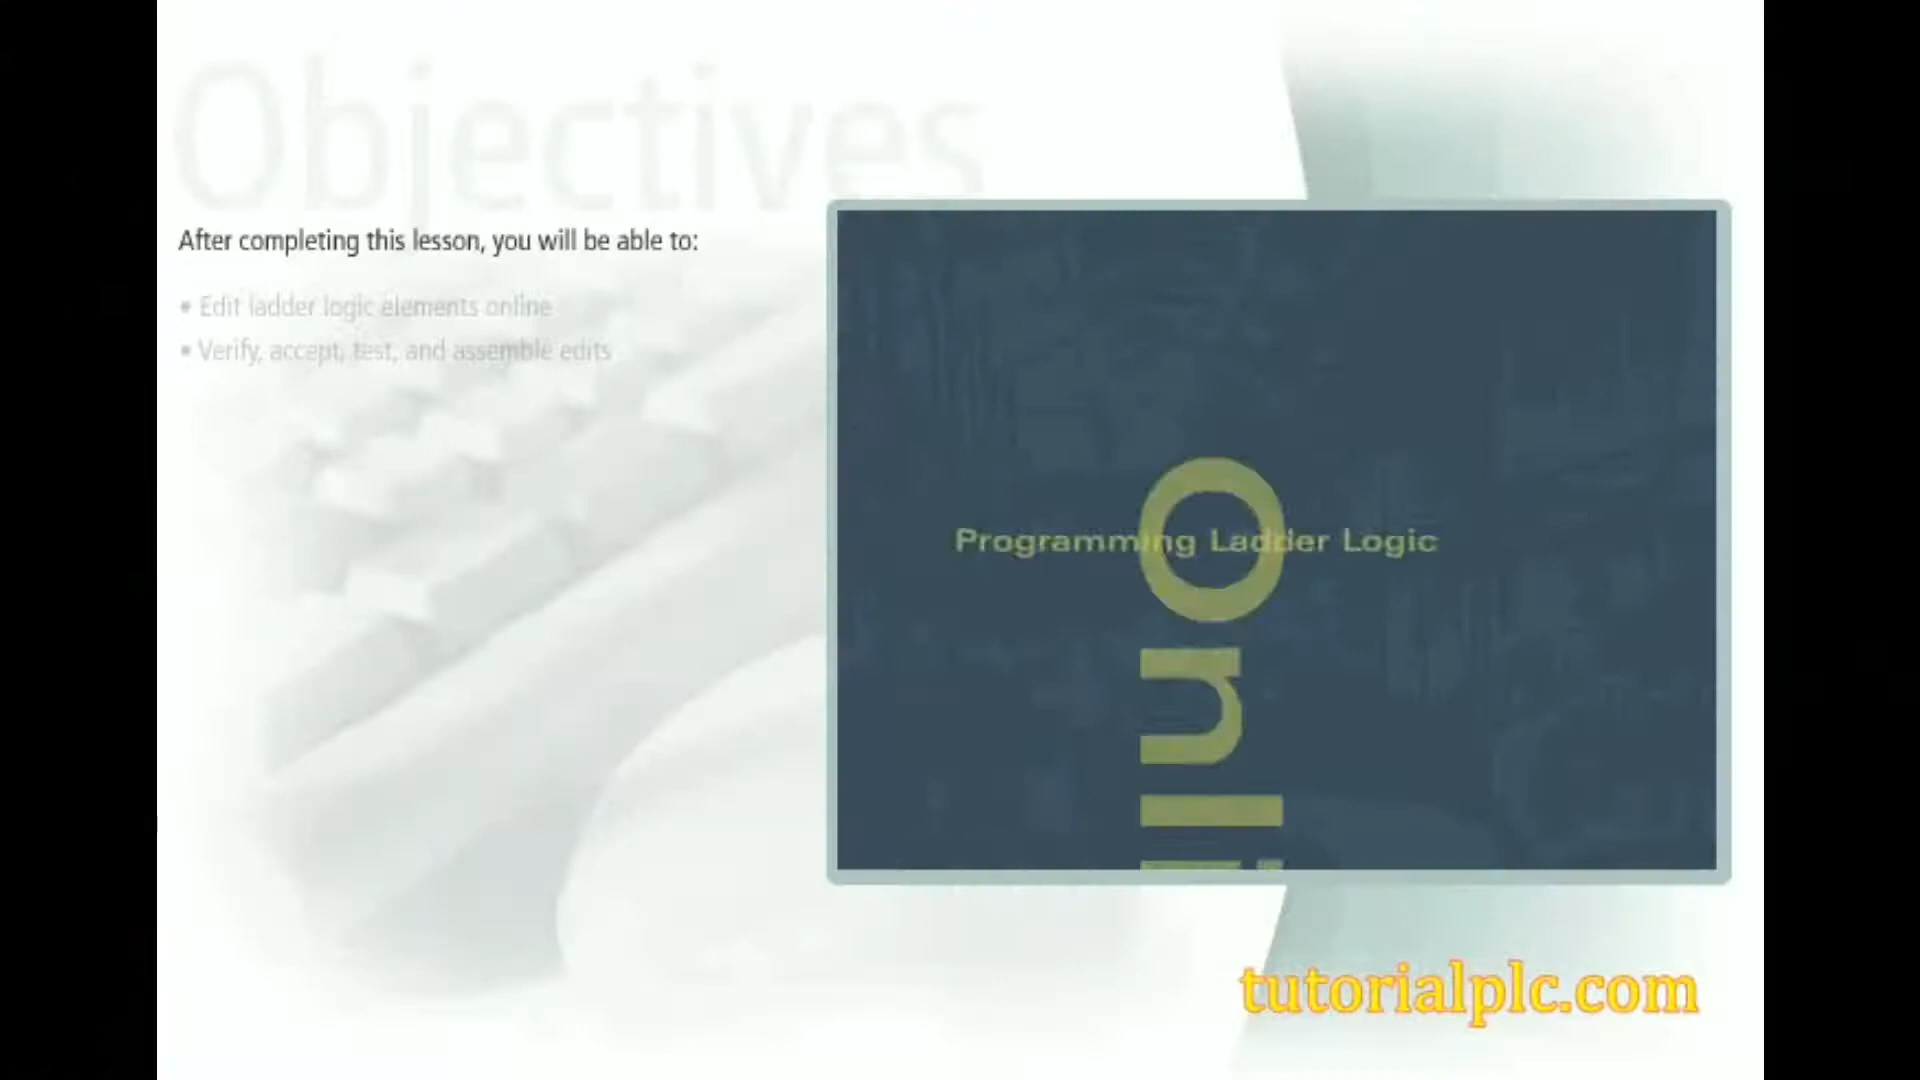 Objectives
After completing this lesson, you will be able to:
• Edit ladder logic elements online
• Verify, accept, test, and assemble edits
Programming Ladder Logic
tutorialplc.com